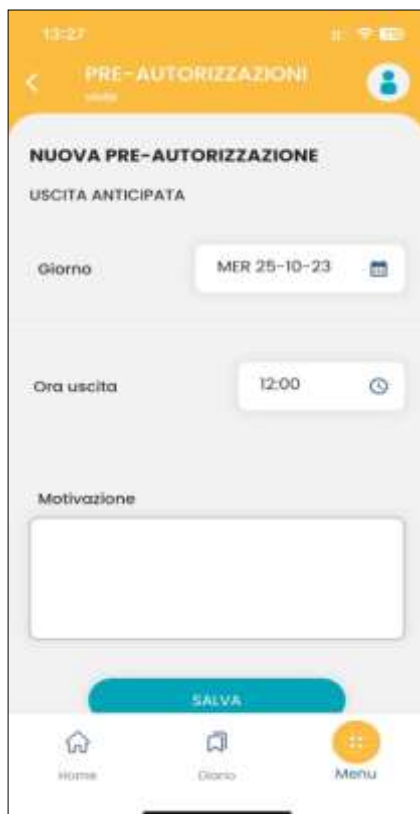 13:27
PRE-AUTORIZZAZIONI
NUOVA PRE-AUTORIZZAZIONE
USCITA ANTICIPATA
Giorno
MER 25-10-23
Ora uscita
12:00
Motivazione
SALVA
Home
Diario
Menu